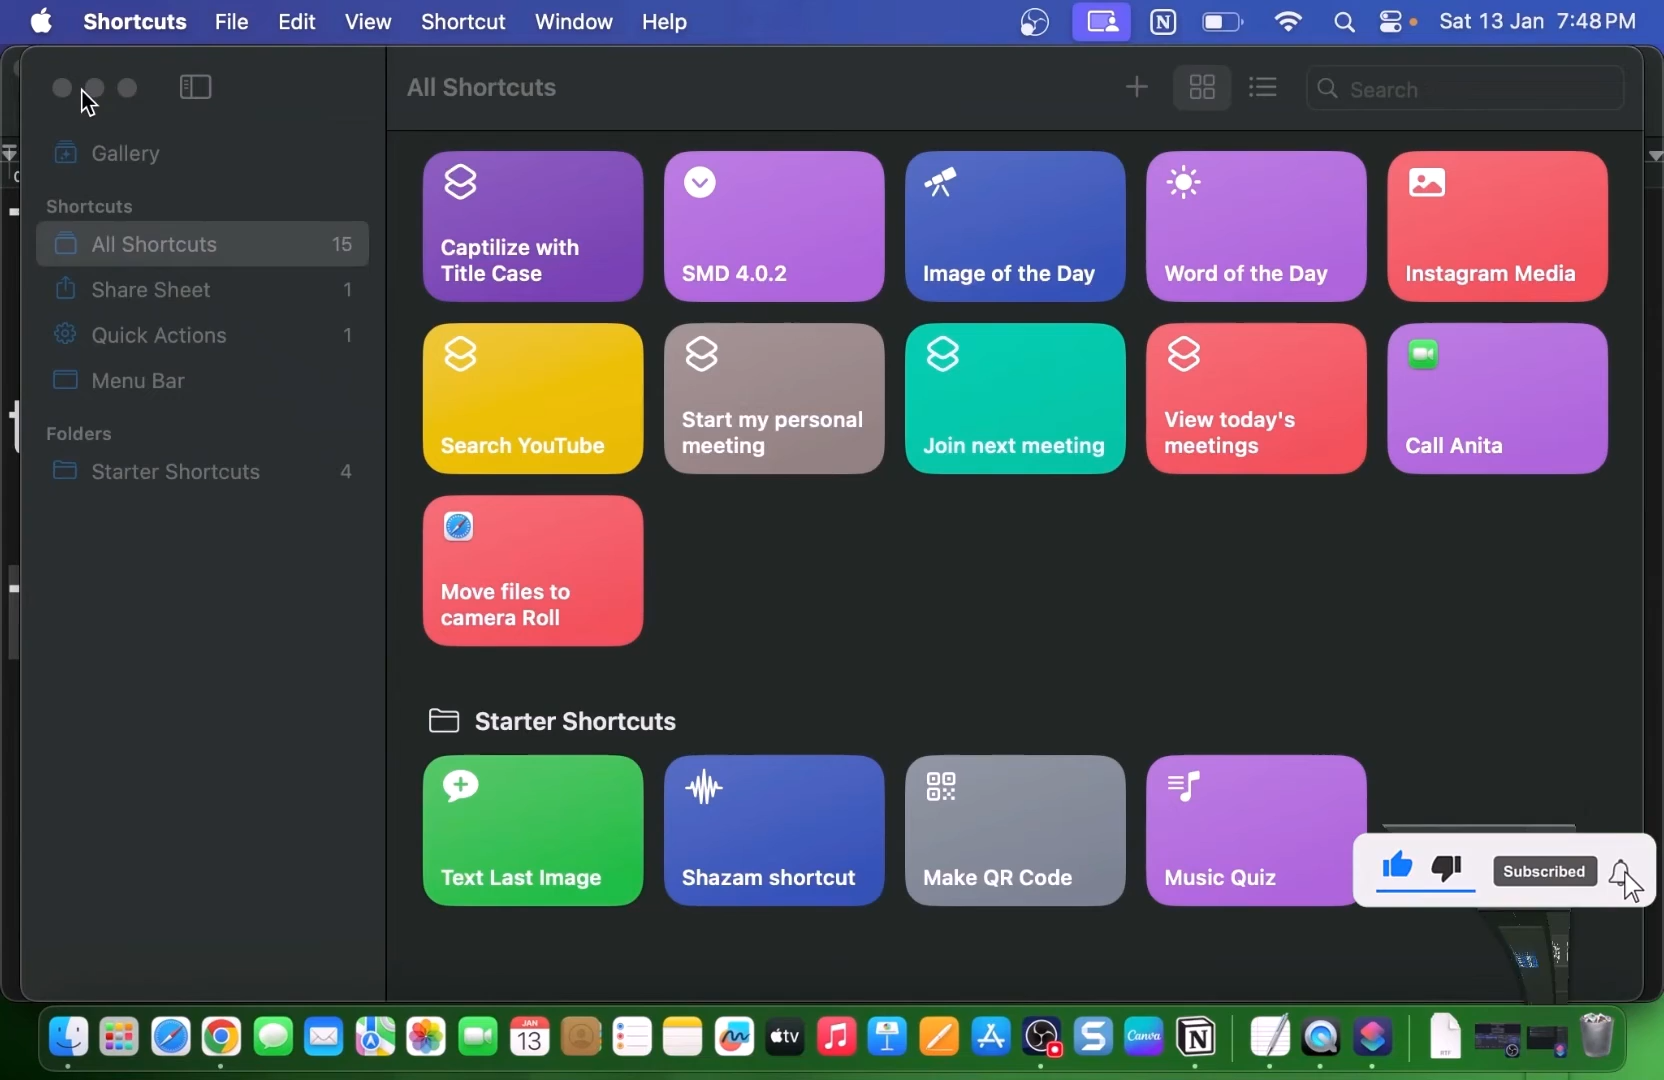 Shortcuts File Edit View Shortcut Window Help Sat 13 Jan 7:48 PM
All Shortcuts
Search
Gallery
Shortcuts
All Shortcuts 15
Share Sheet 1
Quick Actions 1
Menu Bar
Folders
Starter Shortcuts 4
Captilize with
Title Case
SMD 4.0.2
Image of the Day
Word of the Day
Instagram Media
Search YouTube
Start my personal
meeting
Join next meeting
View today's
meetings
Call Anita
Move files to
camera Roll
Starter Shortcuts
Text Last Image
Shazam shortcut
Make QR Code
Music Quiz
Subscribed
JAN
13
tv
Canva